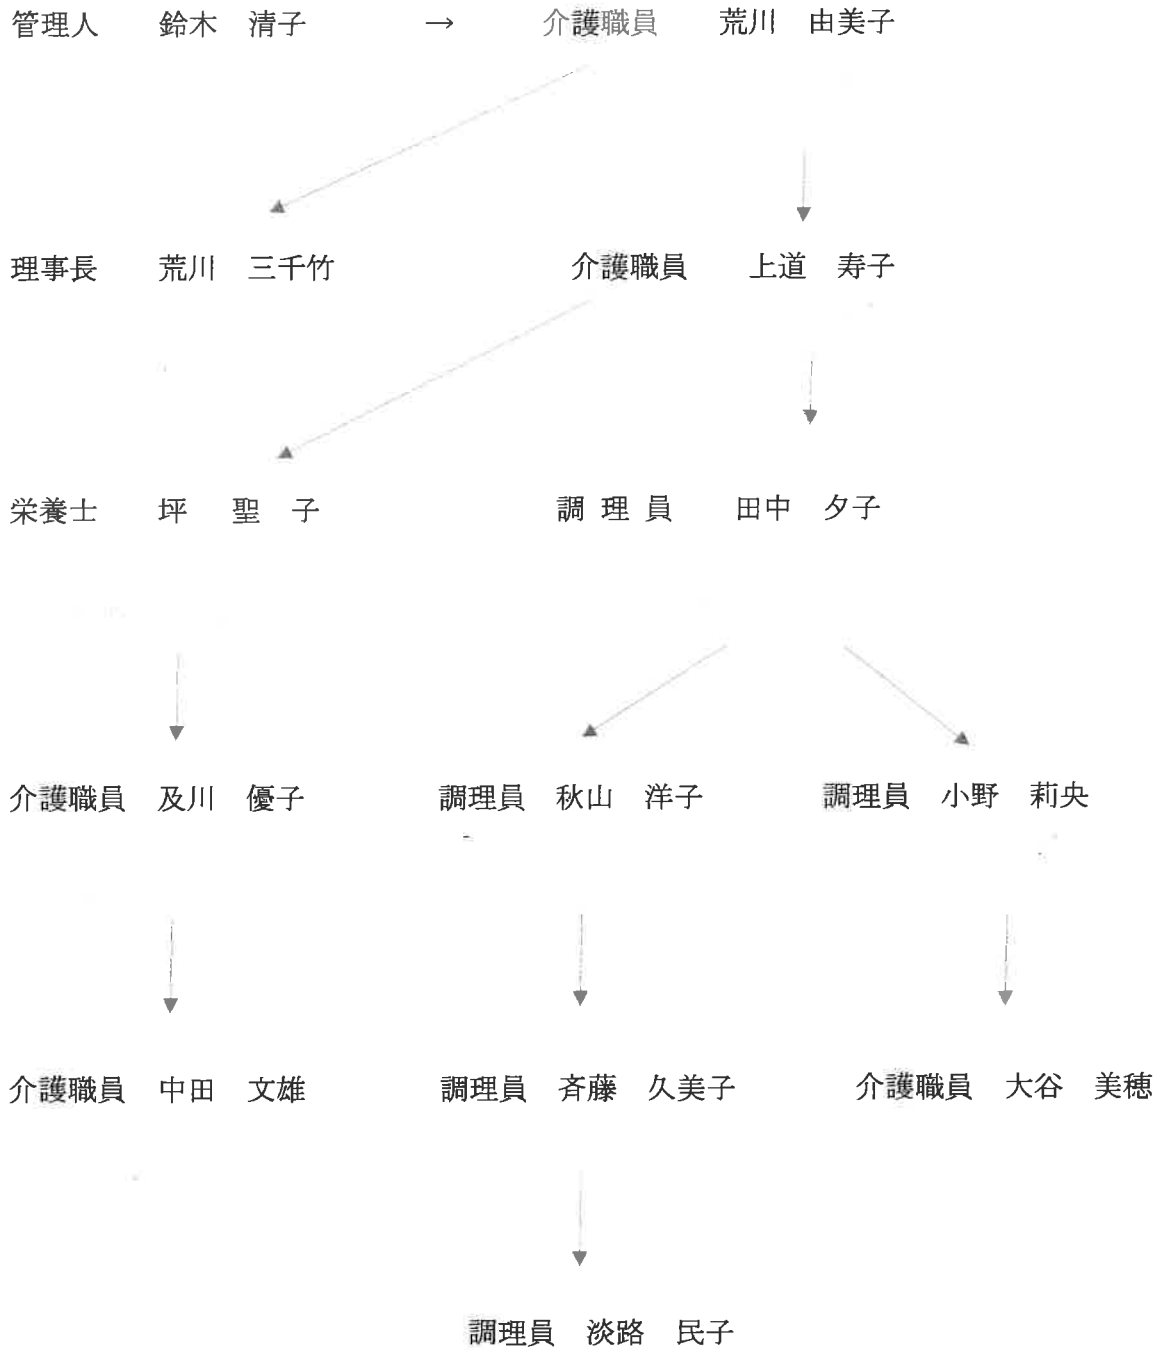 管理人　鈴木　清子　→　介護職員　荒川　由美子
理事長　荒川　三千竹　介護職員　上道　寿子
栄養士　坪　聖　子　調 理 員　田中　夕子
介護職員　及川　優子　調理員　秋山　洋子　調理員　小野　莉央
介護職員　中田　文雄　調理員　斉藤　久美子　介護職員　大谷　美穂
調理員　淡路　民子